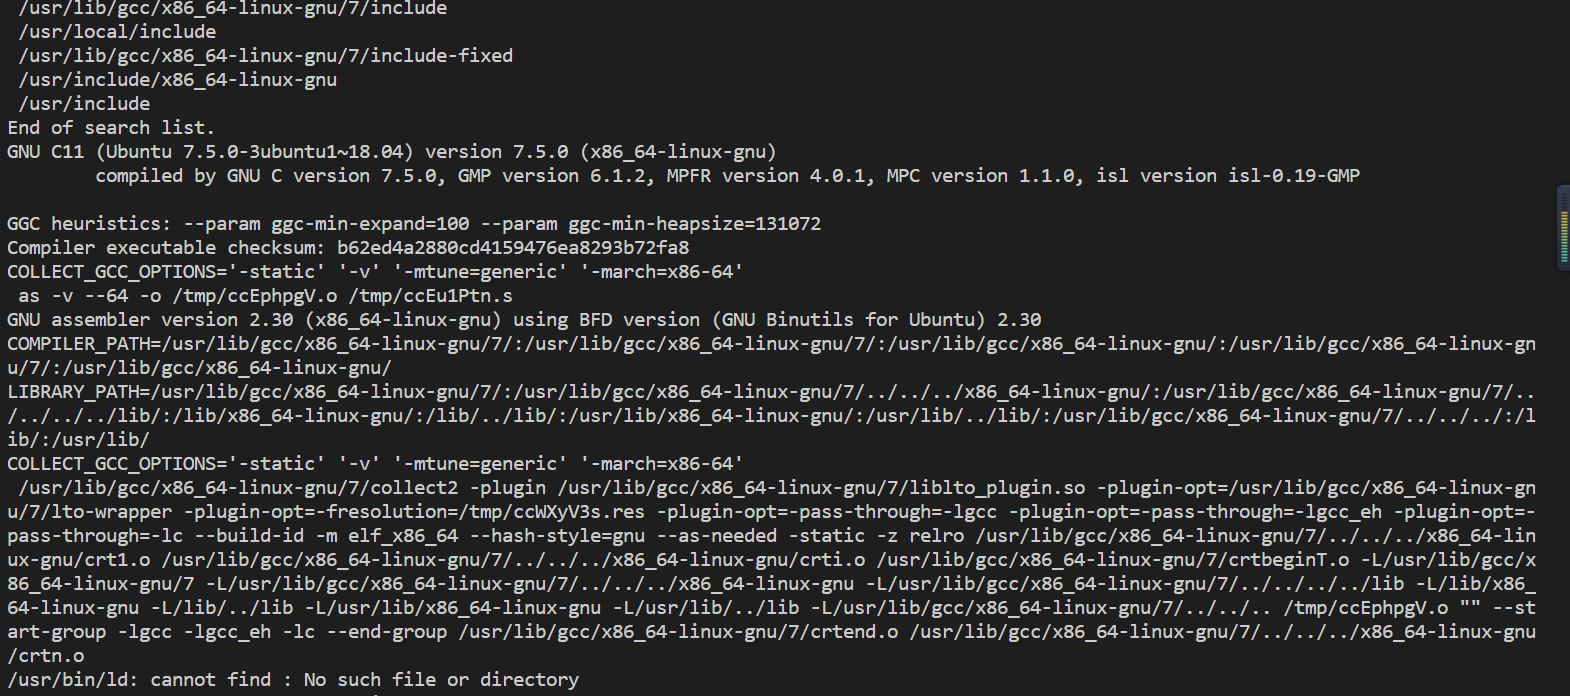 /usr/lib/gcc/x86_64-linux-gnu/7/include
/usr/local/include
/usr/lib/gcc/x86_64-linux-gnu/7/include-fixed
/usr/include/x86_64-linux-gnu
/usr/include
End of search list.
GNU C11 (Ubuntu 7.5.0-3ubuntu1~18.04) version 7.5.0 (x86_64-linux-gnu)
compiled by GNU C version 7.5.0, GMP version 6.1.2, MPFR version 4.0.1, MPC version 1.1.0, isl version isl-0.19-GMP
GGC heuristics: --param ggc-min-expand=100 --param ggc-min-heapsize=131072
Compiler executable checksum: b62ed4a2880cd4159476ea8293b72fa8
COLLECT_GCC_OPTIONS='-static' '-v' '-mtune=generic' '-march=x86-64'
as -v --64 -o /tmp/ccEphpgV.o /tmp/ccEu1Ptn.s
GNU assembler version 2.30 (x86_64-linux-gnu) using BFD version (GNU Binutils for Ubuntu) 2.30
COMPILER_PATH=/usr/lib/gcc/x86_64-linux-gnu/7/:/usr/lib/gcc/x86_64-linux-gnu/7/:/usr/lib/gcc/x86_64-linux-gnu/:/usr/lib/gcc/x86_64-linux-gn
u/7/:/usr/lib/gcc/x86_64-linux-gnu/
LIBRARY_PATH=/usr/lib/gcc/x86_64-linux-gnu/7/:/usr/lib/gcc/x86_64-linux-gnu/7/../../../x86_64-linux-gnu/:/usr/lib/gcc/x86_64-linux-gnu/7/..
/../../../lib/:/lib/x86_64-linux-gnu/:/lib/../lib/:/usr/lib/x86_64-linux-gnu/:/usr/lib/../lib/:/usr/lib/gcc/x86_64-linux-gnu/7/../../../:/l
ib/:/usr/lib/
COLLECT_GCC_OPTIONS='-static' '-v' '-mtune=generic' '-march=x86-64'
/usr/lib/gcc/x86_64-linux-gnu/7/collect2 -plugin /usr/lib/gcc/x86_64-linux-gnu/7/liblto_plugin.so -plugin-opt=/usr/lib/gcc/x86_64-linux-gn
u/7/lto-wrapper -plugin-opt=-fresolution=/tmp/ccWXyV3s.res -plugin-opt=-pass-through=-lgcc -plugin-opt=-pass-through=-lgcc_eh -plugin-opt=-
pass-through=-lc --build-id -m elf_x86_64 --hash-style=gnu --as-needed -static -z relro /usr/lib/gcc/x86_64-linux-gnu/7/../../../x86_64-lin
ux-gnu/crt1.o /usr/lib/gcc/x86_64-linux-gnu/7/../../../x86_64-linux-gnu/crti.o /usr/lib/gcc/x86_64-linux-gnu/7/crtbeginT.o -L/usr/lib/gcc/x
86_64-linux-gnu/7 -L/usr/lib/gcc/x86_64-linux-gnu/7/../../../x86_64-linux-gnu -L/usr/lib/gcc/x86_64-linux-gnu/7/../../../../lib -L/lib/x86_
64-linux-gnu -L/lib/../lib -L/usr/lib/x86_64-linux-gnu -L/usr/lib/../lib -L/usr/lib/gcc/x86_64-linux-gnu/7/../../.. /tmp/ccEphpgV.o "" --st
art-group -lgcc -lgcc_eh -lc --end-group /usr/lib/gcc/x86_64-linux-gnu/7/crtend.o /usr/lib/gcc/x86_64-linux-gnu/7/../../../x86_64-linux-gnu
/crtn.o
/usr/bin/ld: cannot find : No such file or directory